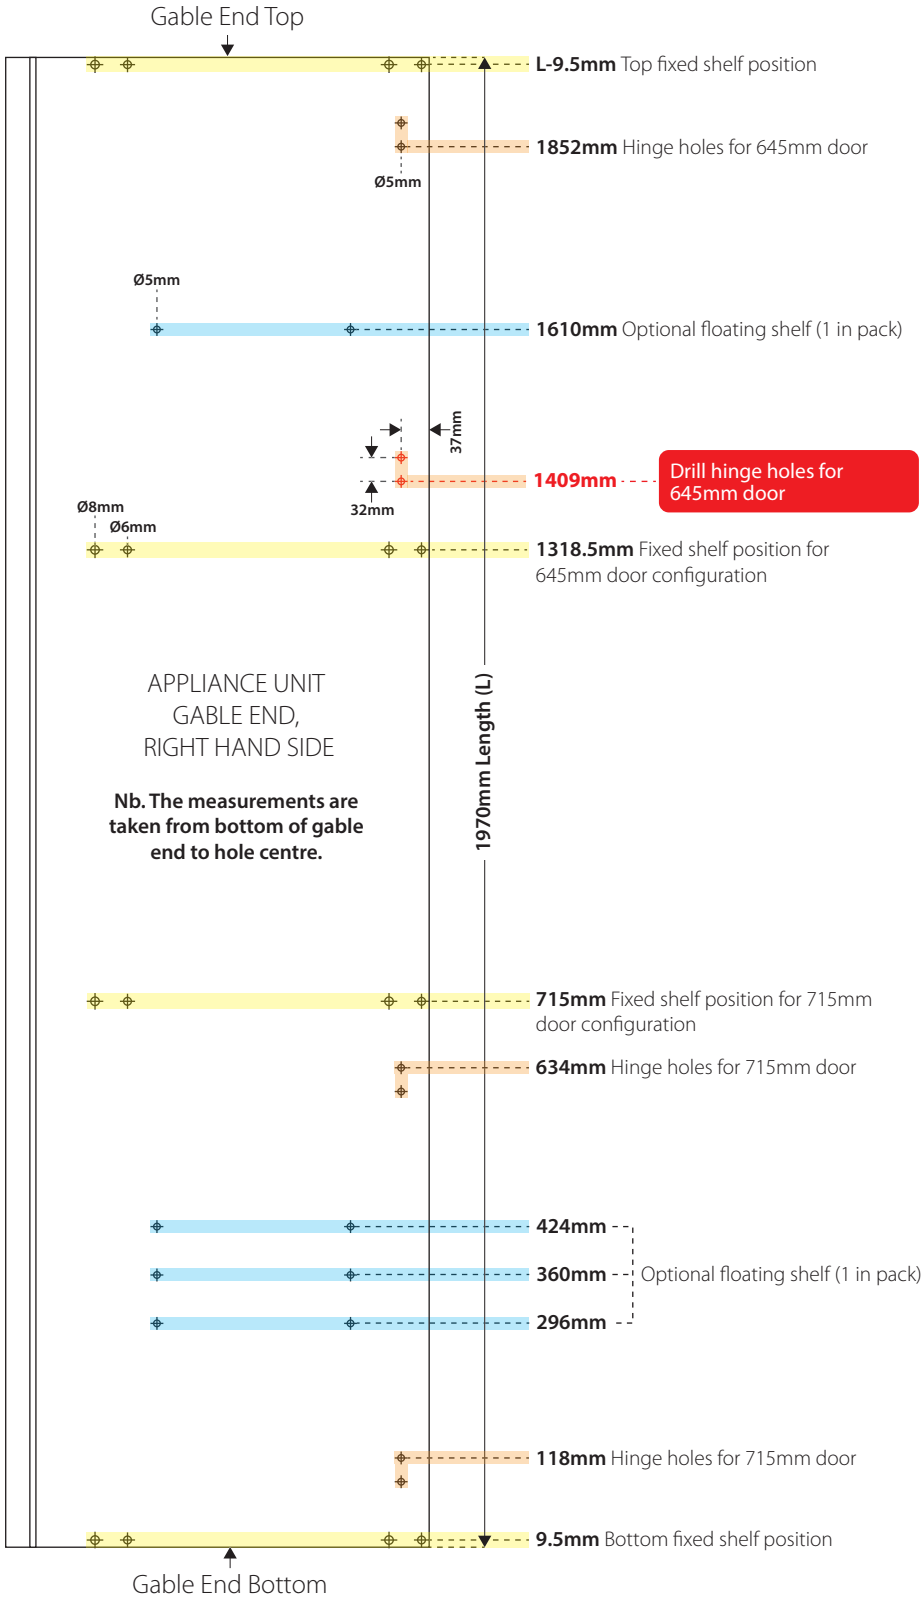 Gable End Top
L-9.5mm Top fixed shelf position
1852mm Hinge holes for 645mm door
Ø5mm
Ø5mm
1610mm Optional floating shelf (1 in pack)
37mm
1409mm
Drill hinge holes for
645mm door
32mm
Ø8mm
Ø6mm
1318.5mm Fixed shelf position for
645mm door configuration
APPLIANCE UNIT
GABLE END,
RIGHT HAND SIDE
Nb. The measurements are
taken from bottom of gable
end to hole centre.
1970mm Length (L)
715mm Fixed shelf position for 715mm
door configuration
634mm Hinge holes for 715mm door
424mm
360mm
Optional floating shelf (1 in pack)
296mm
118mm Hinge holes for 715mm door
9.5mm Bottom fixed shelf position
Gable End Bottom